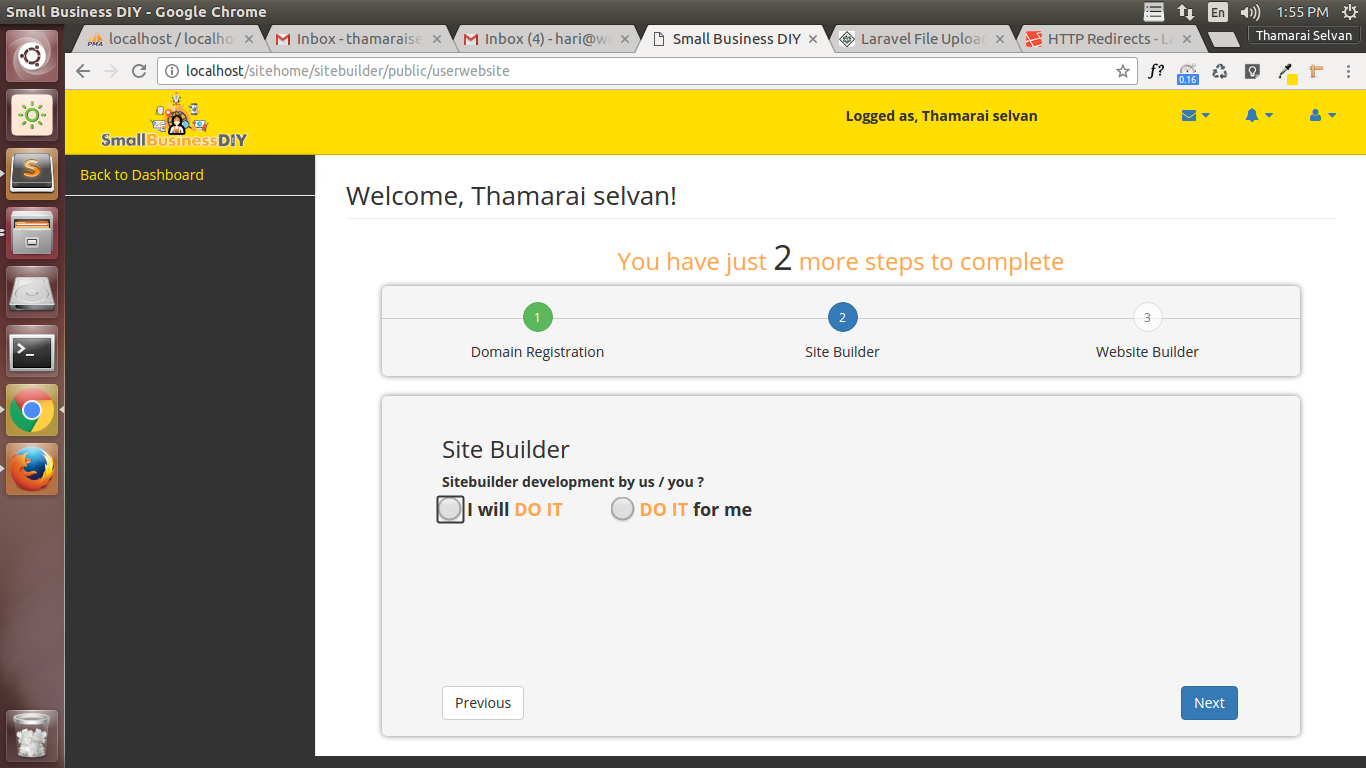 Small Business DIY - Google Chrome
En
1:55 PM
PMA localhost / localho
Inbox - thamaraise
Inbox (4) - hari@w
Small Business DIY
Laravel File Uploa
HTTP Redirects - L
Thamarai Selvan
localhost/sitehome/sitebuilder/public/userwebsite
f?
0.16
SmallBusinessDIY
Logged as, Thamarai selvan
Back to Dashboard
Welcome, Thamarai selvan!
You have just 2 more steps to complete
1
2
3
Domain Registration
Site Builder
Website Builder
Site Builder
Sitebuilder development by us / you ?
I will DO IT
DO IT for me
Previous
Next